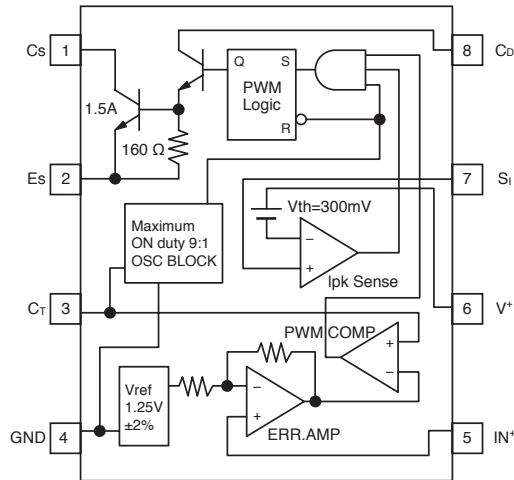 Cs 1
8 CD
Q S
PWM
Logic
R
1.5A
160 Ω
Es 2
7 SI
Vth=300mV
−
+
Ipk Sense
Maximum
ON duty 9:1
OSC BLOCK
CT 3
6 V+
PWM COMP
+
−
Vref
1.25V
±2%
−
+
ERR.AMP
GND 4
5 IN+